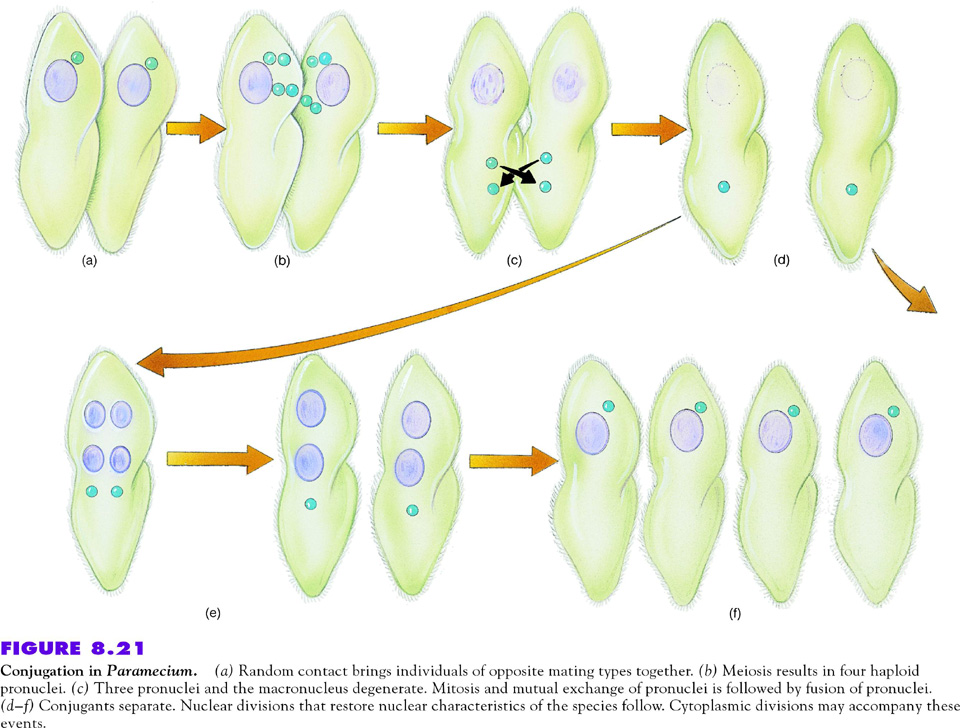 (a)
(b)
(c)
(d)
(e)
(f)
FIGURE 8.21
Conjugation in Paramecium. (a) Random contact brings individuals of opposite mating types together. (b) Meiosis results in four haploid
pronuclei. (c) Three pronuclei and the macronucleus degenerate. Mitosis and mutual exchange of pronuclei is followed by fusion of pronuclei.
(d–f) Conjugants separate. Nuclear divisions that restore nuclear characteristics of the species follow. Cytoplasmic divisions may accompany these
events.